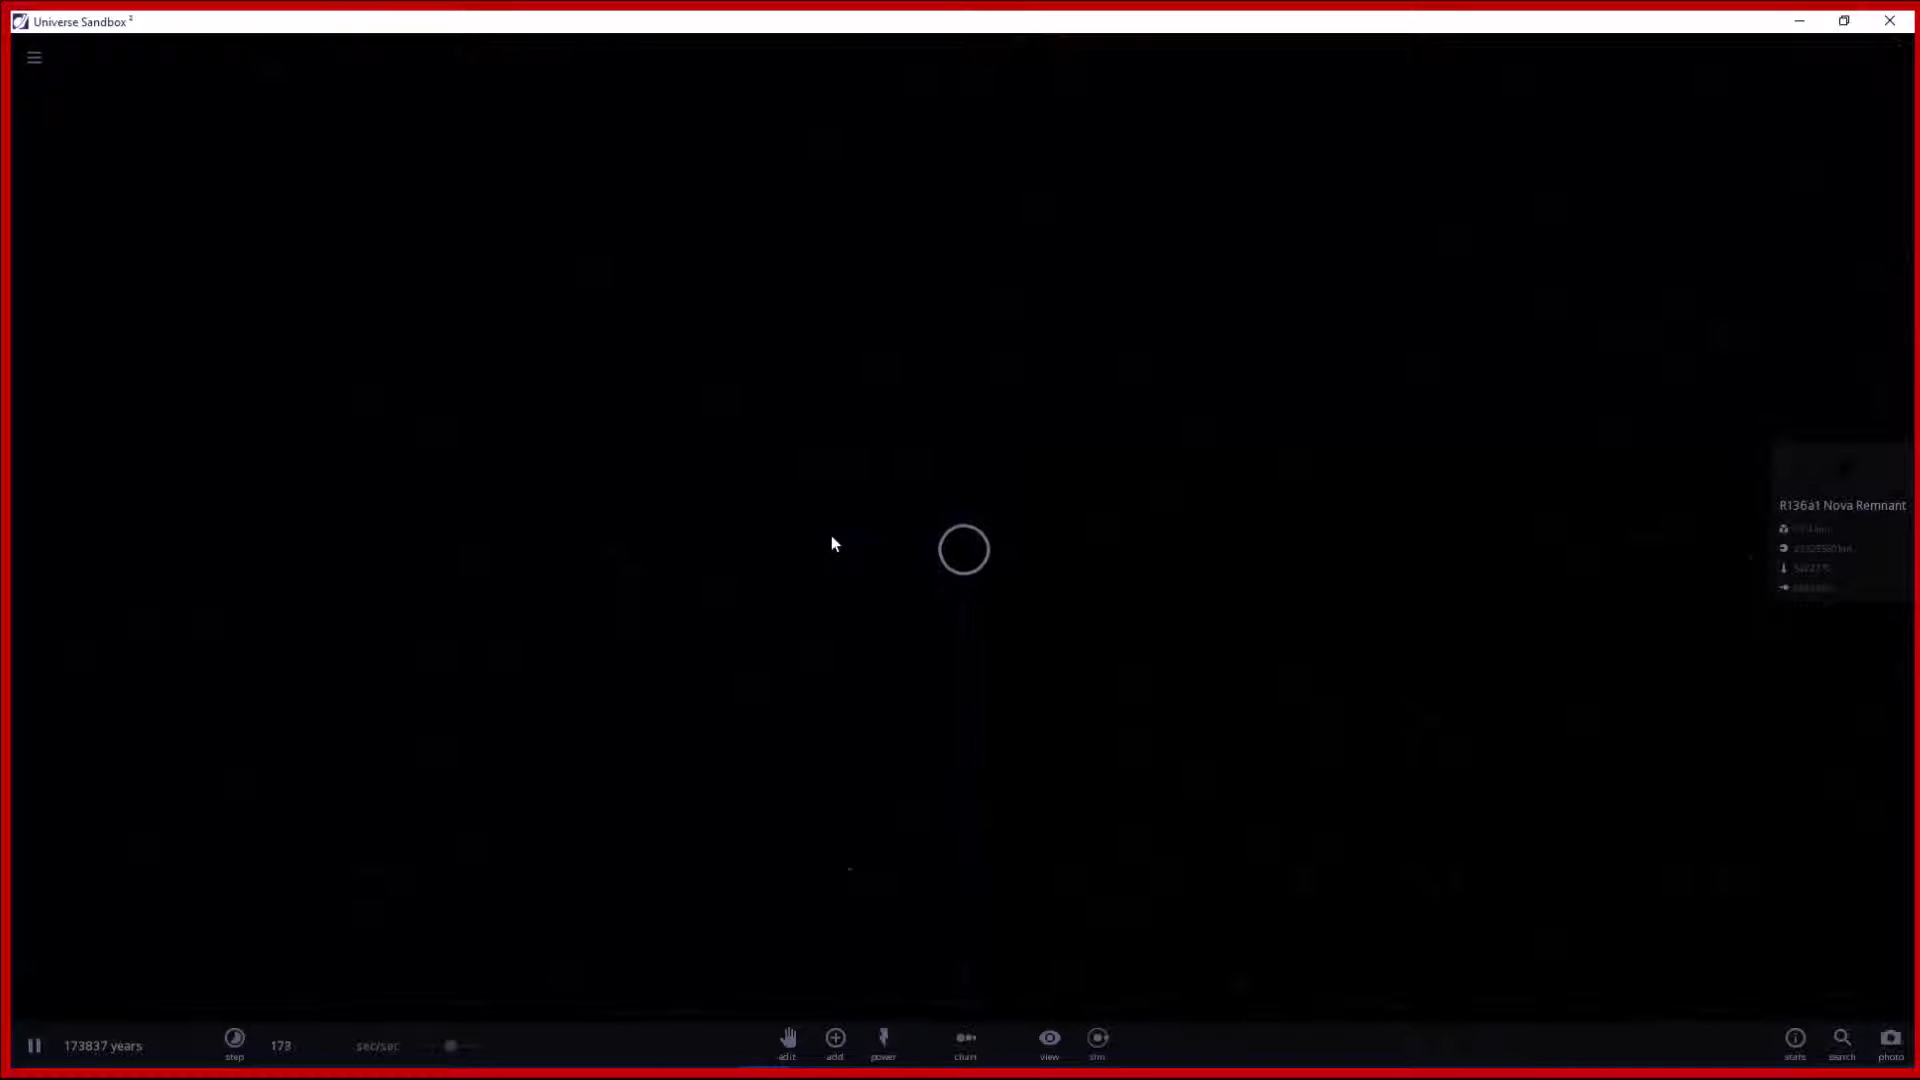 Universe Sandbox ²
R136a1 Nova Remnant
173837 years
step
173
sec/sec
edit
add
power
chart
view
sim
stats
search
photo